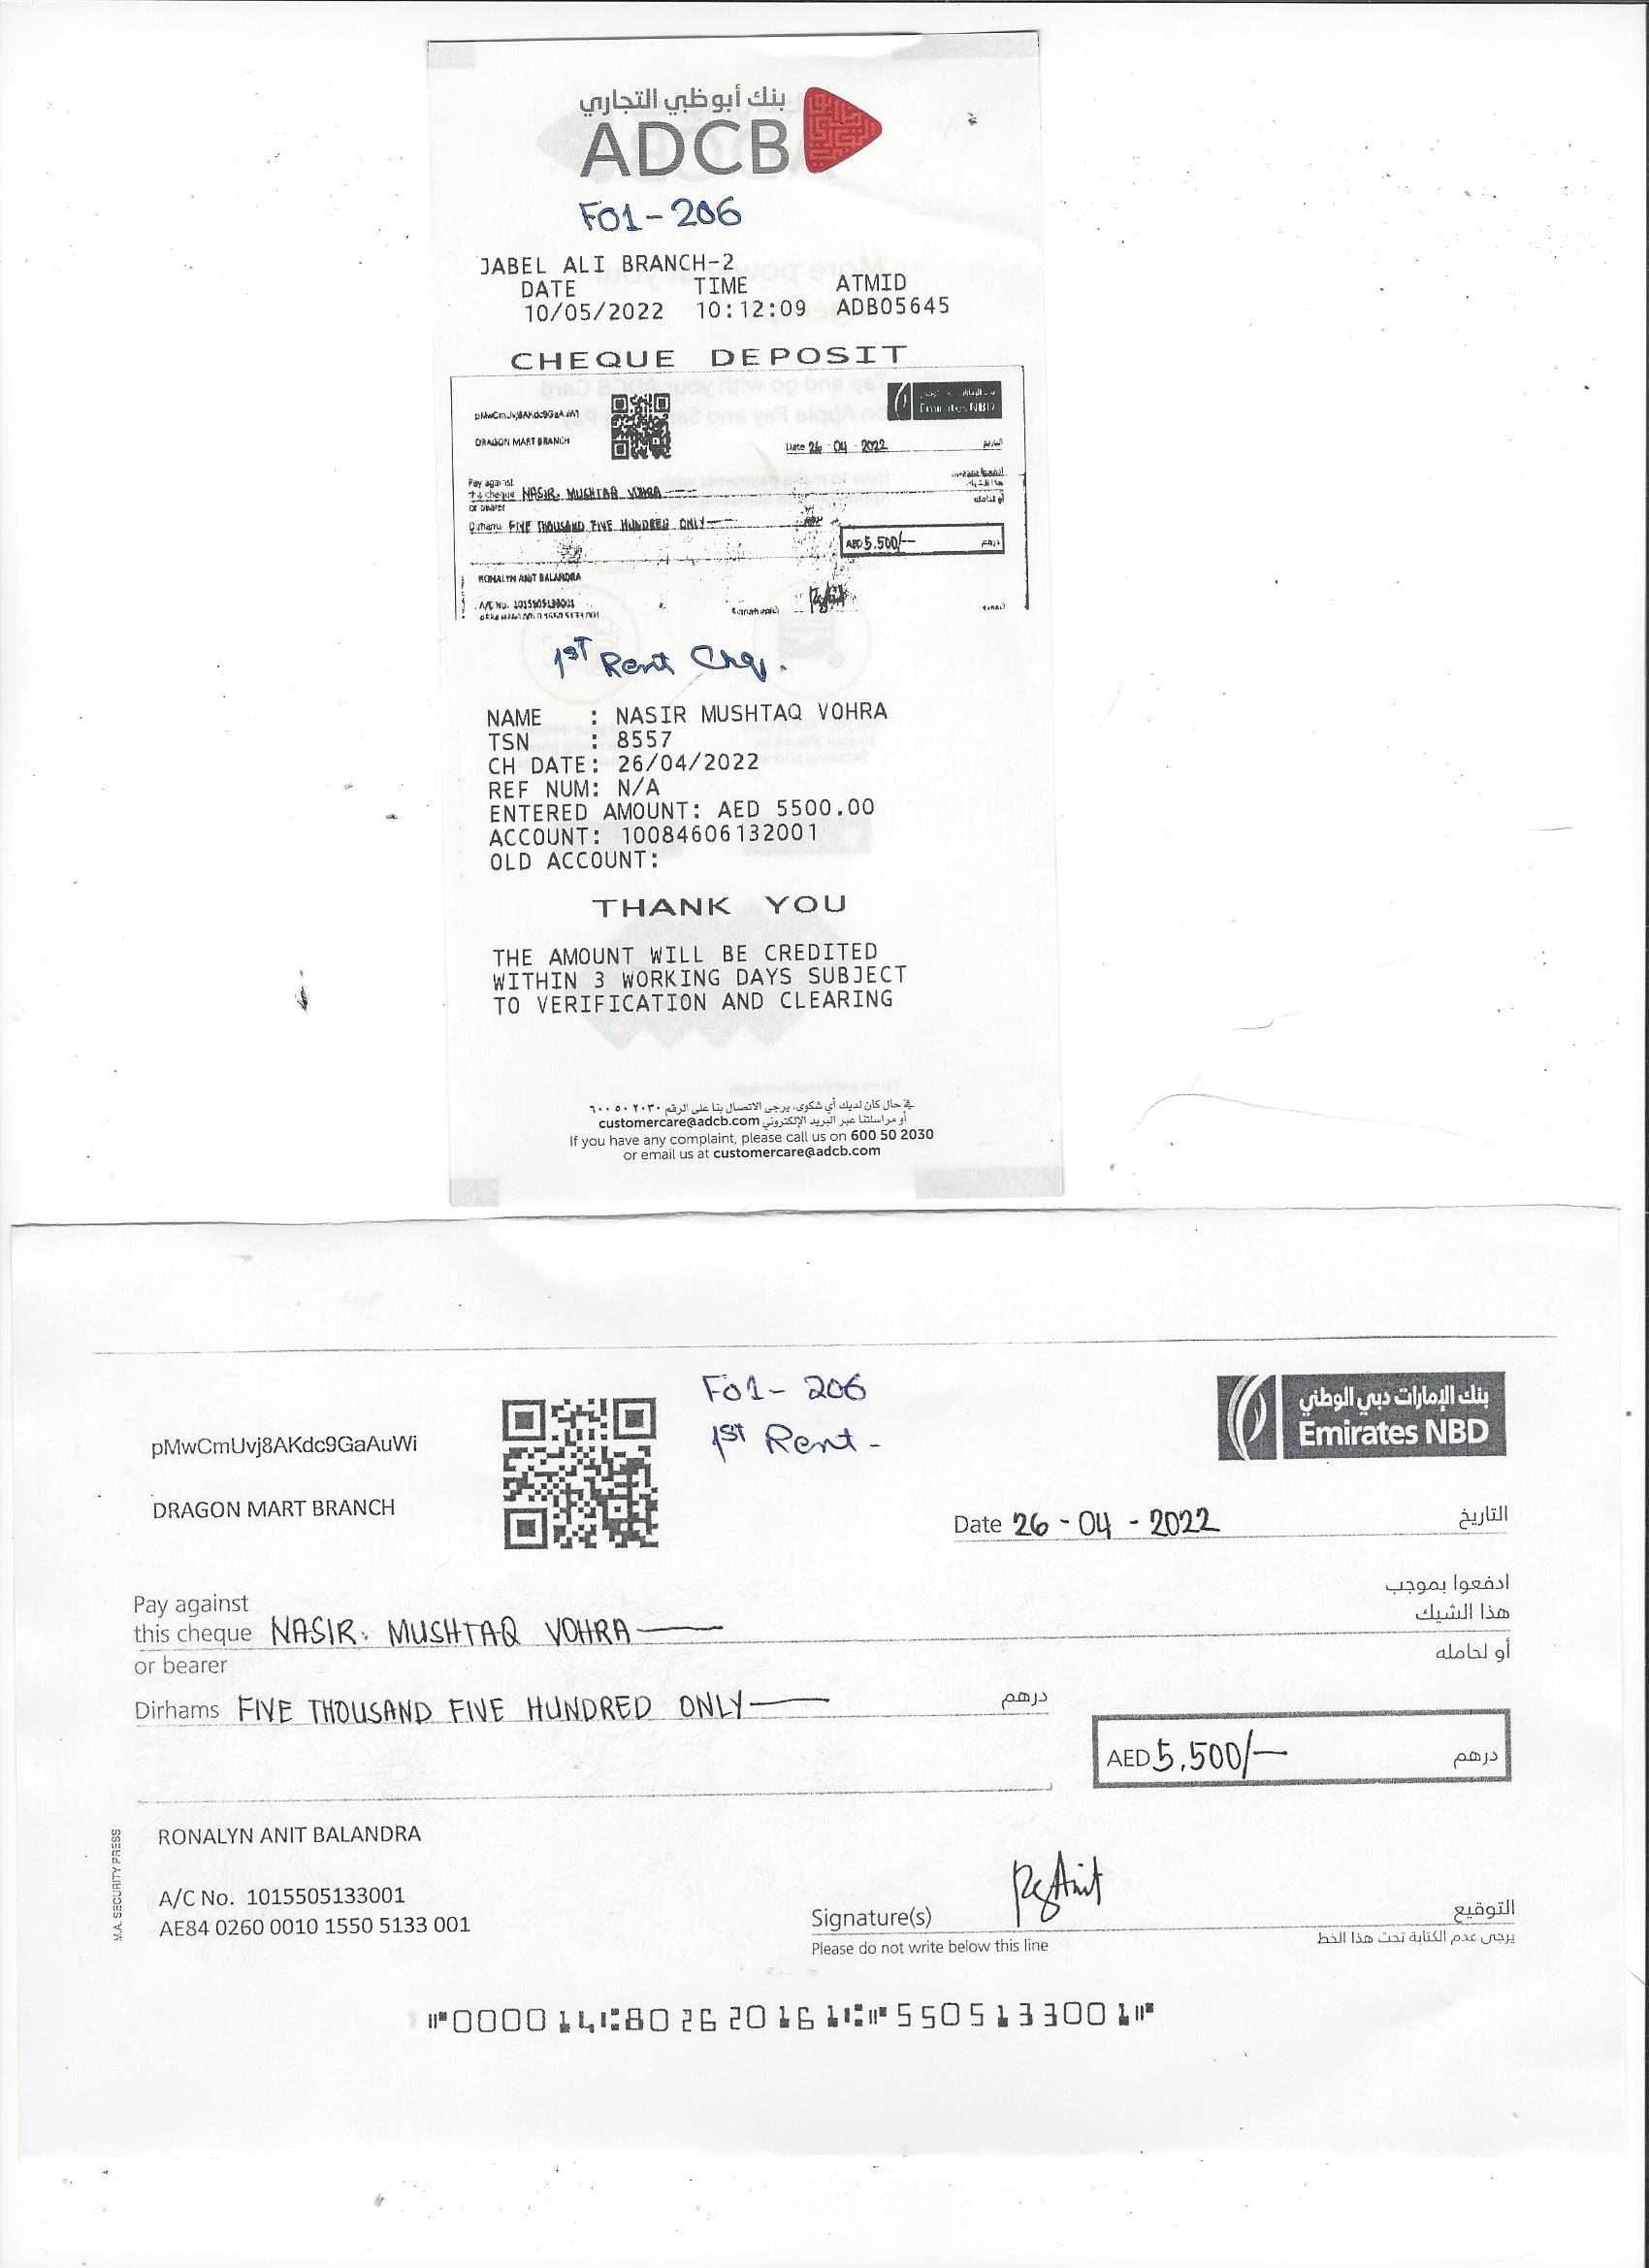 بنك أبوظبي التجاري
ADCB
F01-206
JABEL ALI BRANCH-2
DATE TIME ATMID
10/05/2022 10:12:09 ADB05645
CHEQUE DEPOSIT
Emirates NBD
DRAGON MART BRANCH
Date 26-04-2022
Pay against
cheque NASIR. MUSHTAQ VOHRA
or bearer
أو لحامله
Dirhams FIVE THOUSAND FIVE HUNDRED ONLY
AED 5.500/- درهم
RONALYN ANIT BALANDRA
A/C No. 1015505133001
1st Rent Chq.
NAME : NASIR MUSHTAQ VOHRA
TSN : 8557
CH DATE: 26/04/2022
REF NUM: N/A
ENTERED AMOUNT: AED 5500.00
ACCOUNT: 10084606132001
OLD ACCOUNT:
THANK YOU
THE AMOUNT WILL BE CREDITED
WITHIN 3 WORKING DAYS SUBJECT
TO VERIFICATION AND CLEARING
في حال كان لديك أي شكوى، يرجى الاتصال بنا على الرقم ٦٠٠ ٥٠ ٢٠٣٠
أو مراسلتنا عبر البريد الإلكتروني customercare@adcb.com
If you have any complaint, please call us on 600 50 2030
or email us at customercare@adcb.com
F01-206
1st Rent-
بنك الإمارات دبي الوطني
Emirates NBD
pMwCmUvj8AKdc9GaAuWi
DRAGON MART BRANCH
Date 26-04-2022 التاريخ
Pay against ادفعوا بموجب
this cheque NASIR. MUSHTAQ VOHRA هذا الشيك
or bearer أو لحامله
Dirhams FIVE THOUSAND FIVE HUNDRED ONLY درهم
AED 5.500/- درهم
RONALYN ANIT BALANDRA
M.A. SECURITY PRESS
A/C No. 1015505133001
AE84 0260 0010 1550 5133 001
Signature(s) التوقيع
Please do not write below this line يرجى عدم الكتابة تحت هذا الخط
⑈000014⑆802620161⑆⑈5505133001⑈